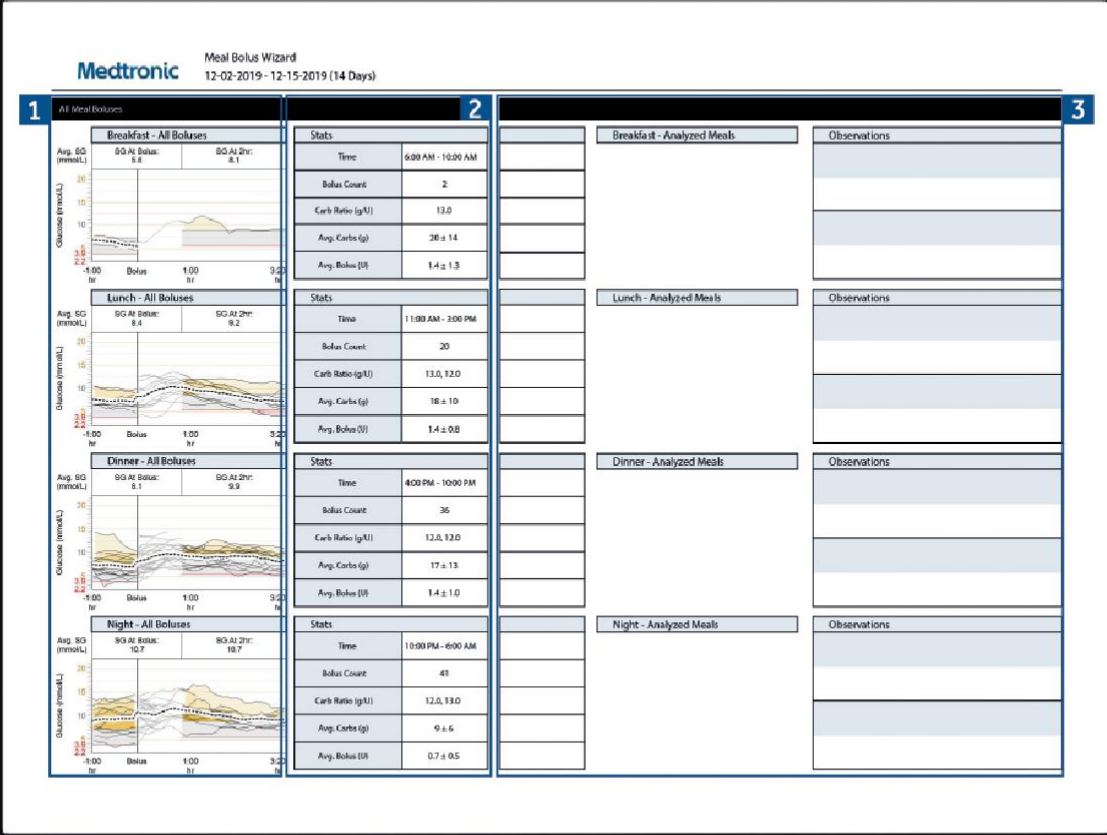 Medtronic
Meal Bolus Wizard
12-02-2019 - 12-15-2019 (14 Days)
1
All Meal Boluses
2
3
Breakfast - All Boluses
Avg. SG (mmol/L)
SG At Bolus: 5.8
SG At 2hr: 8.1
Glucose (mmol/L)
20
15
10
-1:00 hr
Bolus
1:00 hr
Stats
Time 6:00 AM - 10:00 AM
Bolus Count 2
Carb Ratio (g/U) 13.0
Avg. Carbs (g) 20 ± 14
Avg. Bolus (U) 1.4 ± 1.3
Breakfast - Analyzed Meals
Observations
Lunch - All Boluses
Avg. SG (mmol/L)
SG At Bolus: 8.4
SG At 2hr: 9.2
Glucose (mmol/L)
20
15
10
-1:00 hr
Bolus
1:00 hr
Stats
Time 11:00 AM - 3:00 PM
Bolus Count 20
Carb Ratio (g/U) 13.0, 12.0
Avg. Carbs (g) 18 ± 10
Avg. Bolus (U) 1.4 ± 0.8
Lunch - Analyzed Meals
Observations
Dinner - All Boluses
Avg. SG (mmol/L)
SG At Bolus: 8.1
SG At 2hr: 9.9
Glucose (mmol/L)
20
15
10
-1:00 hr
Bolus
1:00 hr
Stats
Time 4:00 PM - 10:00 PM
Bolus Count 36
Carb Ratio (g/U) 12.0, 12.0
Avg. Carbs (g) 17 ± 13
Avg. Bolus (U) 1.4 ± 1.0
Dinner - Analyzed Meals
Observations
Night - All Boluses
Avg. SG (mmol/L)
SG At Bolus: 10.7
SG At 2hr: 10.7
Glucose (mmol/L)
20
15
10
-1:00 hr
Bolus
1:00 hr
Stats
Time 10:00 PM - 6:00 AM
Bolus Count 41
Carb Ratio (g/U) 12.0, 13.0
Avg. Carbs (g) 9 ± 6
Avg. Bolus (U) 0.7 ± 0.5
Night - Analyzed Meals
Observations